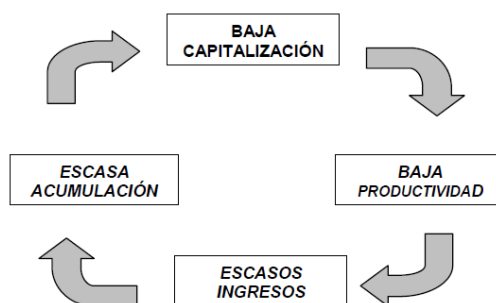 BAJA
CAPITALIZACIÓN
ESCASA
ACUMULACIÓN
BAJA
PRODUCTIVIDAD
ESCASOS
INGRESOS